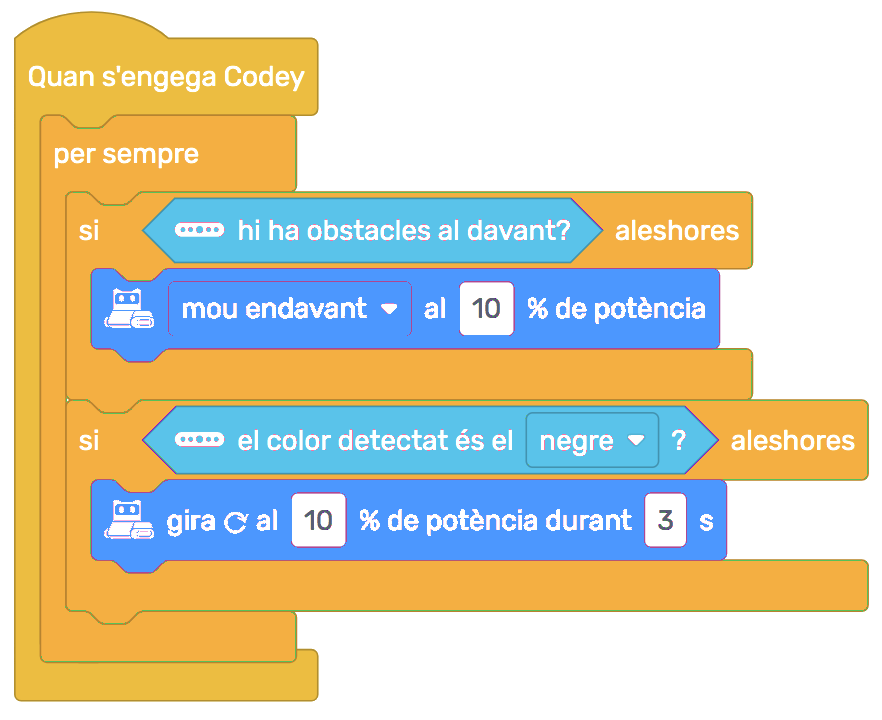 Quan s'engega Codey
per sempre
si hi ha obstacles al davant? aleshores
mou endavant al 10 % de potència
si el color detectat és el negre ? aleshores
gira al 10 % de potència durant 3 s